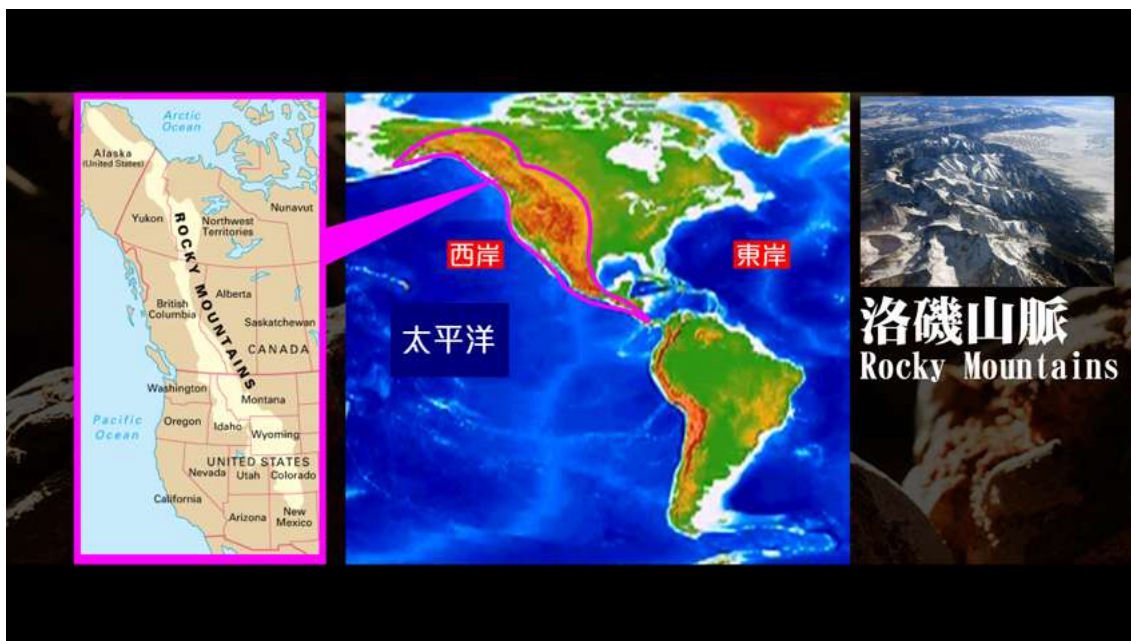 Arctic
Ocean
Alaska
(United States)
Yukon
Northwest
Territories
Nunavut
ROCKY MOUNTAINS
British
Columbia
Alberta
Saskatchewan
CANADA
Washington
Montana
Pacific
Ocean
Oregon
Idaho
Wyoming
UNITED STATES
Nevada
Utah
Colorado
California
Arizona
New
Mexico
西岸
東岸
太平洋
洛磯山脈
Rocky Mountains